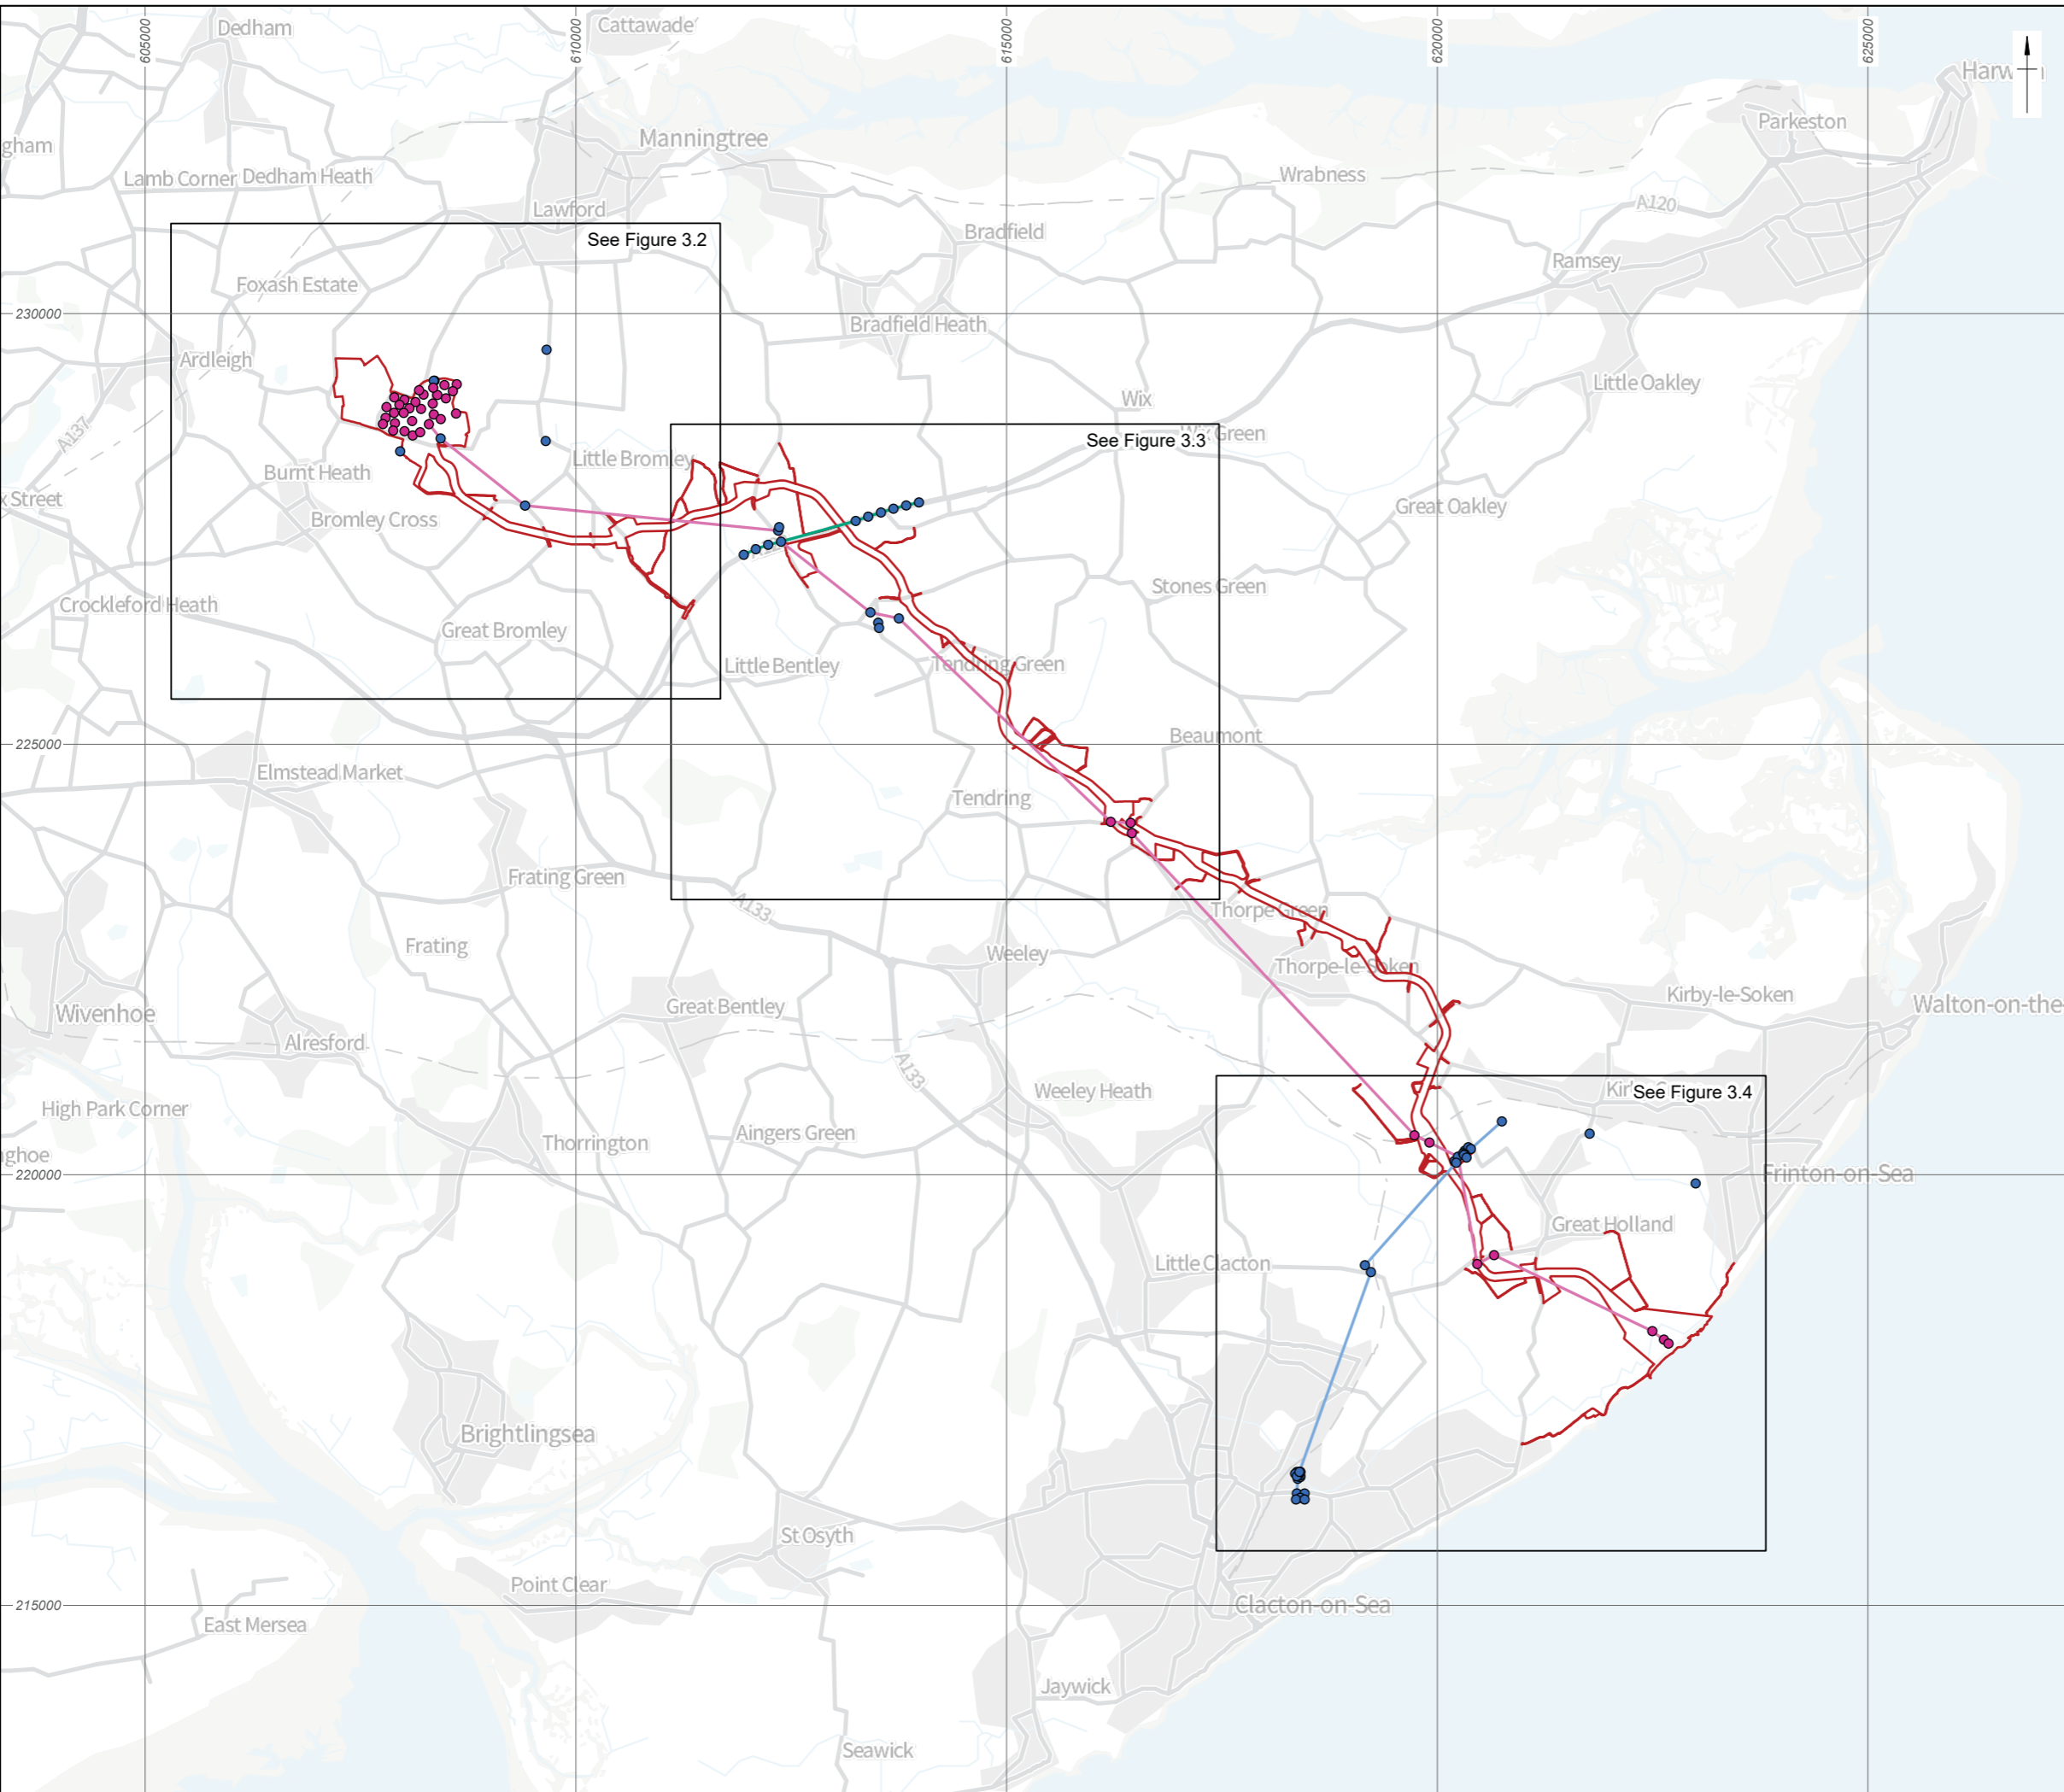 605000
610000
615000
620000
625000
Dedham
Cattawade
Harw
gham
Manningtree
Parkeston
Lamb Corner
Dedham Heath
Wrabness
A120
Lawford
Bradfield
See Figure 3.2
Ramsey
Foxash Estate
230000
Bradfield Heath
Ardleigh
Little Oakley
Wix
A137
See Figure 3.3
Wix Green
Little Bromley
Burnt Heath
x Street
Great Oakley
Bromley Cross
Stones Green
Crockleford Heath
Great Bromley
Little Bentley
Tendring Green
Beaumont
225000
Elmstead Market
Tendring
Frating Green
A133
Thorpe Green
Frating
Weeley
Thorpe-le-Soken
Kirby-le-Soken
Great Bentley
Walton-on-the-
Wivenhoe
Alresford
A133
Weeley Heath
See Figure 3.4
High Park Corner
Aingers Green
Thorrington
ghoe
220000
Frinton-on-Sea
Great Holland
Little Clacton
Brightlingsea
St Osyth
Point Clear
215000
Clacton-on-Sea
East Mersea
Jaywick
Seawick